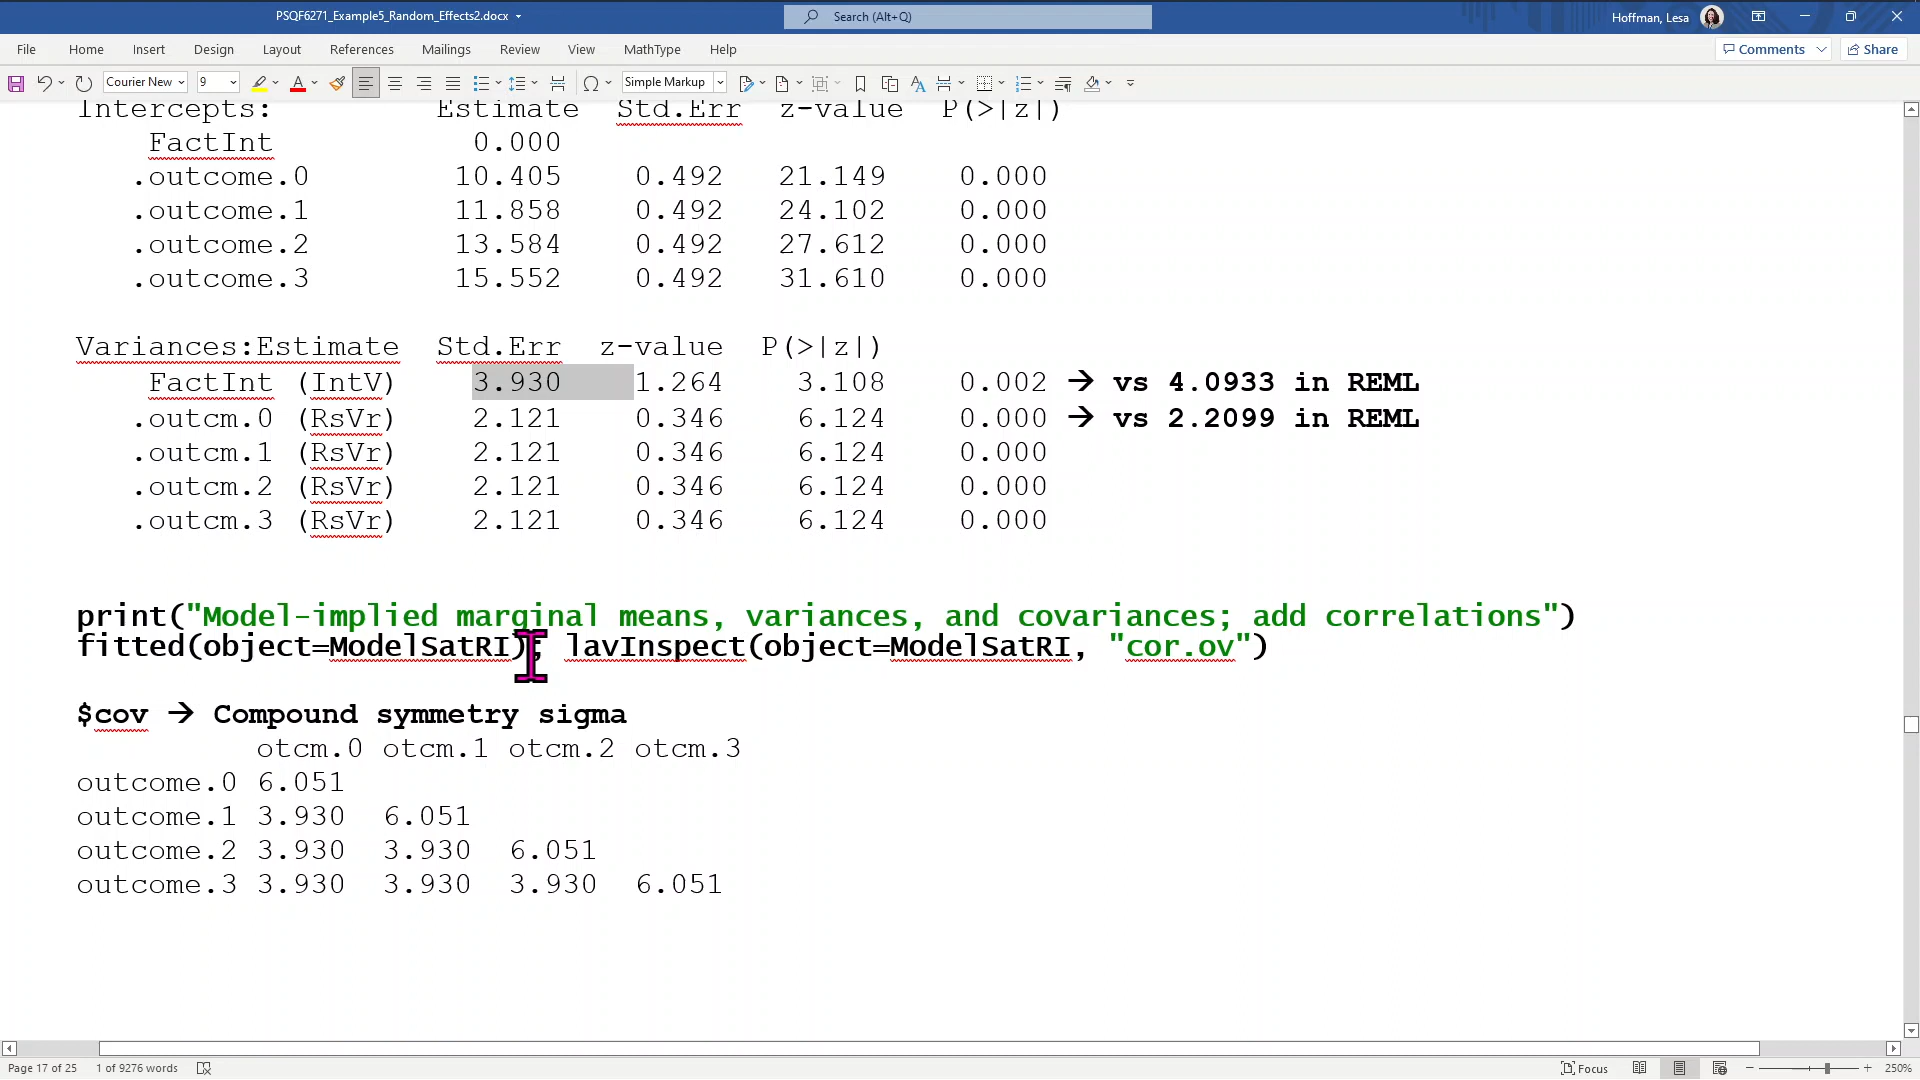 PSQF6271_Example5_Random_Effects2.docx
Search (Alt+Q)
Hoffman, Lesa
File Home Insert Draw Design Layout References Mailings Review View MathType Help
Comments Share
Courier New 9 Simple Markup
Intercepts: Estimate Std.Err z-value P(>|z|)
FactInt 0.000
.outcome.0 10.405 0.492 21.149 0.000
.outcome.1 11.858 0.492 24.102 0.000
.outcome.2 13.584 0.492 27.612 0.000
.outcome.3 15.552 0.492 31.610 0.000
Variances:Estimate Std.Err z-value P(>|z|)
FactInt (IntV) 3.930 1.264 3.108 0.002 → vs 4.0933 in REML
.outcm.0 (RsVr) 2.121 0.346 6.124 0.000 → vs 2.2099 in REML
.outcm.1 (RsVr) 2.121 0.346 6.124 0.000
.outcm.2 (RsVr) 2.121 0.346 6.124 0.000
.outcm.3 (RsVr) 2.121 0.346 6.124 0.000
print("Model-implied marginal means, variances, and covariances; add correlations")
fitted(object=ModelSatRI); lavInspect(object=ModelSatRI, "cor.ov")
$cov → Compound symmetry sigma
otcm.0 otcm.1 otcm.2 otcm.3
outcome.0 6.051
outcome.1 3.930 6.051
outcome.2 3.930 3.930 6.051
outcome.3 3.930 3.930 3.930 6.051
Page 17 of 25 1 of 9276 words Focus 250%